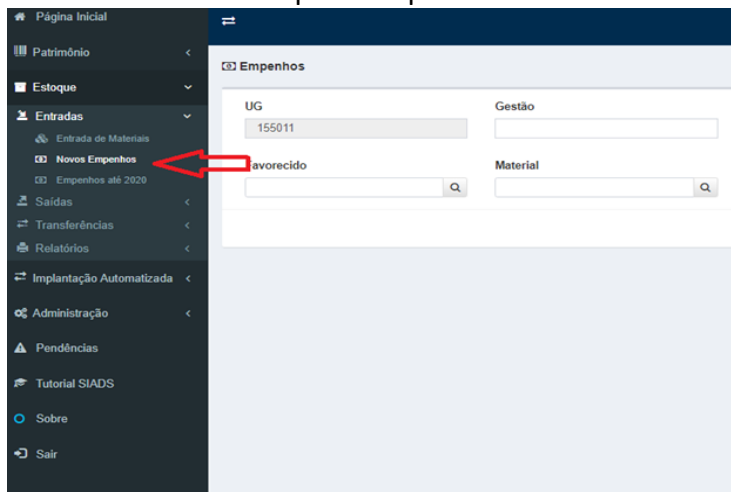 Página Inicial
Patrimônio
Estoque
Entradas
Entrada de Materiais
Novos Empenhos
Empenhos até 2020
Saídas
Transferências
Relatórios
Implantação Automatizada
Administração
Pendências
Tutorial SIADS
Sobre
Sair
Empenhos
UG
Gestão
155011
avorecido
Material